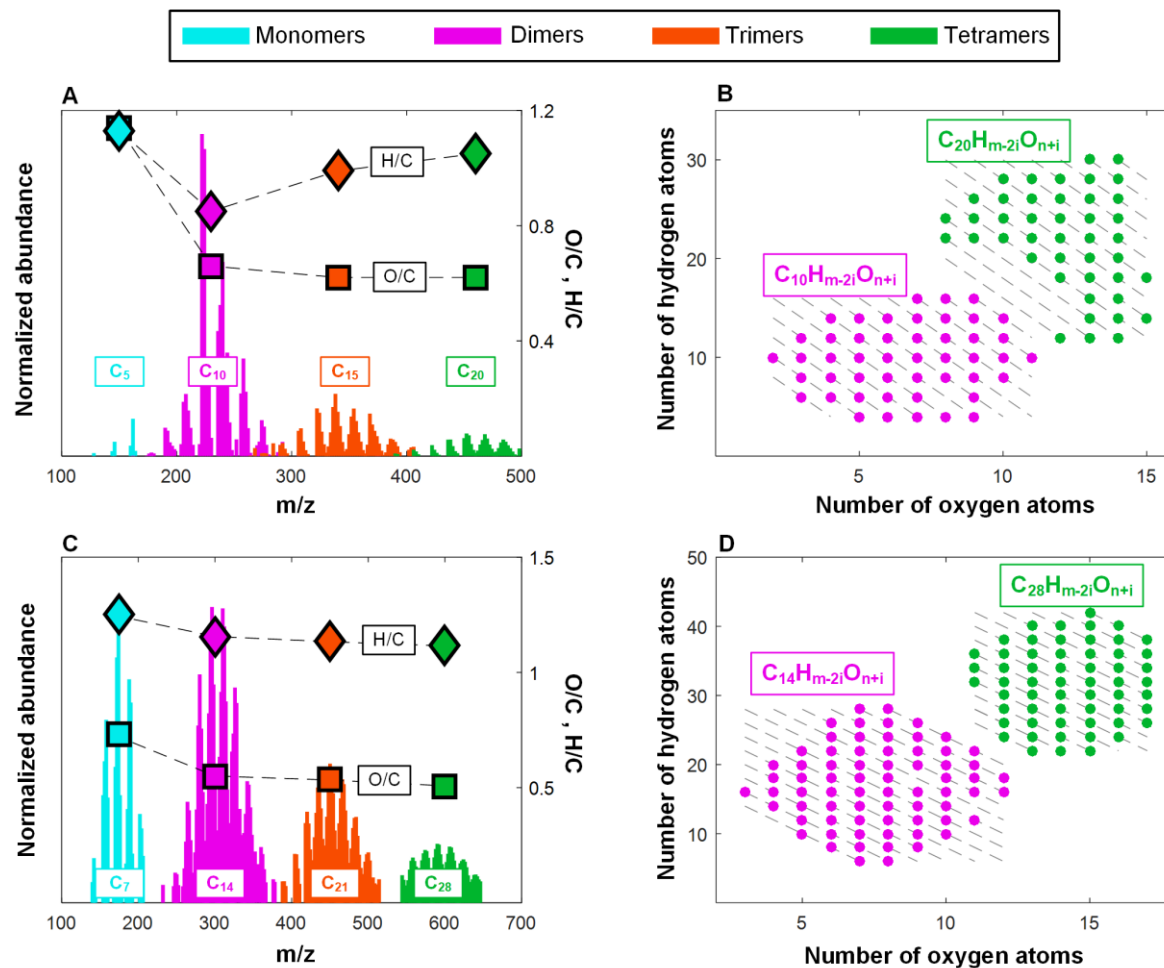 Monomers Dimers Trimers Tetramers
A
Normalized abundance
1.2
0.8
0.4
O/C , H/C
H/C
O/C
C₅ C₁₀ C₁₅ C₂₀
100 200 300 400 500
m/z
B
Number of hydrogen atoms
30
20
10
C₂₀Hₘ₋₂ᵢOₙ₊ᵢ
C₁₀Hₘ₋₂ᵢOₙ₊ᵢ
5 10 15
Number of oxygen atoms
C
Normalized abundance
1.5
1
0.5
O/C , H/C
H/C
O/C
C₇ C₁₄ C₂₁ C₂₈
100 200 300 400 500 600 700
m/z
D
Number of hydrogen atoms
50
40
30
20
10
C₂₈Hₘ₋₂ᵢOₙ₊ᵢ
C₁₄Hₘ₋₂ᵢOₙ₊ᵢ
5 10 15
Number of oxygen atoms